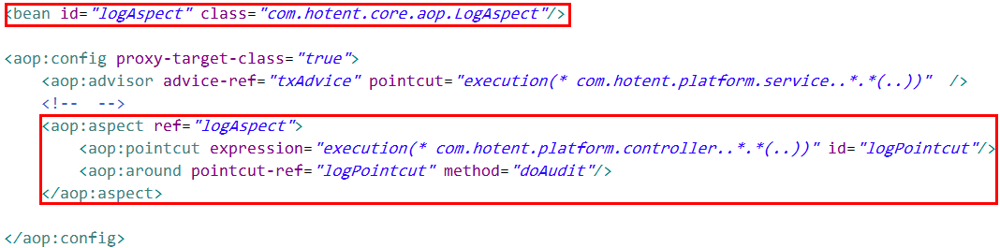 <bean id="logAspect" class="com.hotent.core.aop.LogAspect"/>
<aop:config proxy-target-class="true">
<aop:advisor advice-ref="txAdvice" pointcut="execution(* com.hotent.platform.service..*.*(..))" />
<!-- -->
<aop:aspect ref="logAspect">
<aop:pointcut expression="execution(* com.hotent.platform.controller..*.*(..))" id="logPointcut"/>
<aop:around pointcut-ref="logPointcut" method="doAudit"/>
</aop:aspect>
</aop:config>